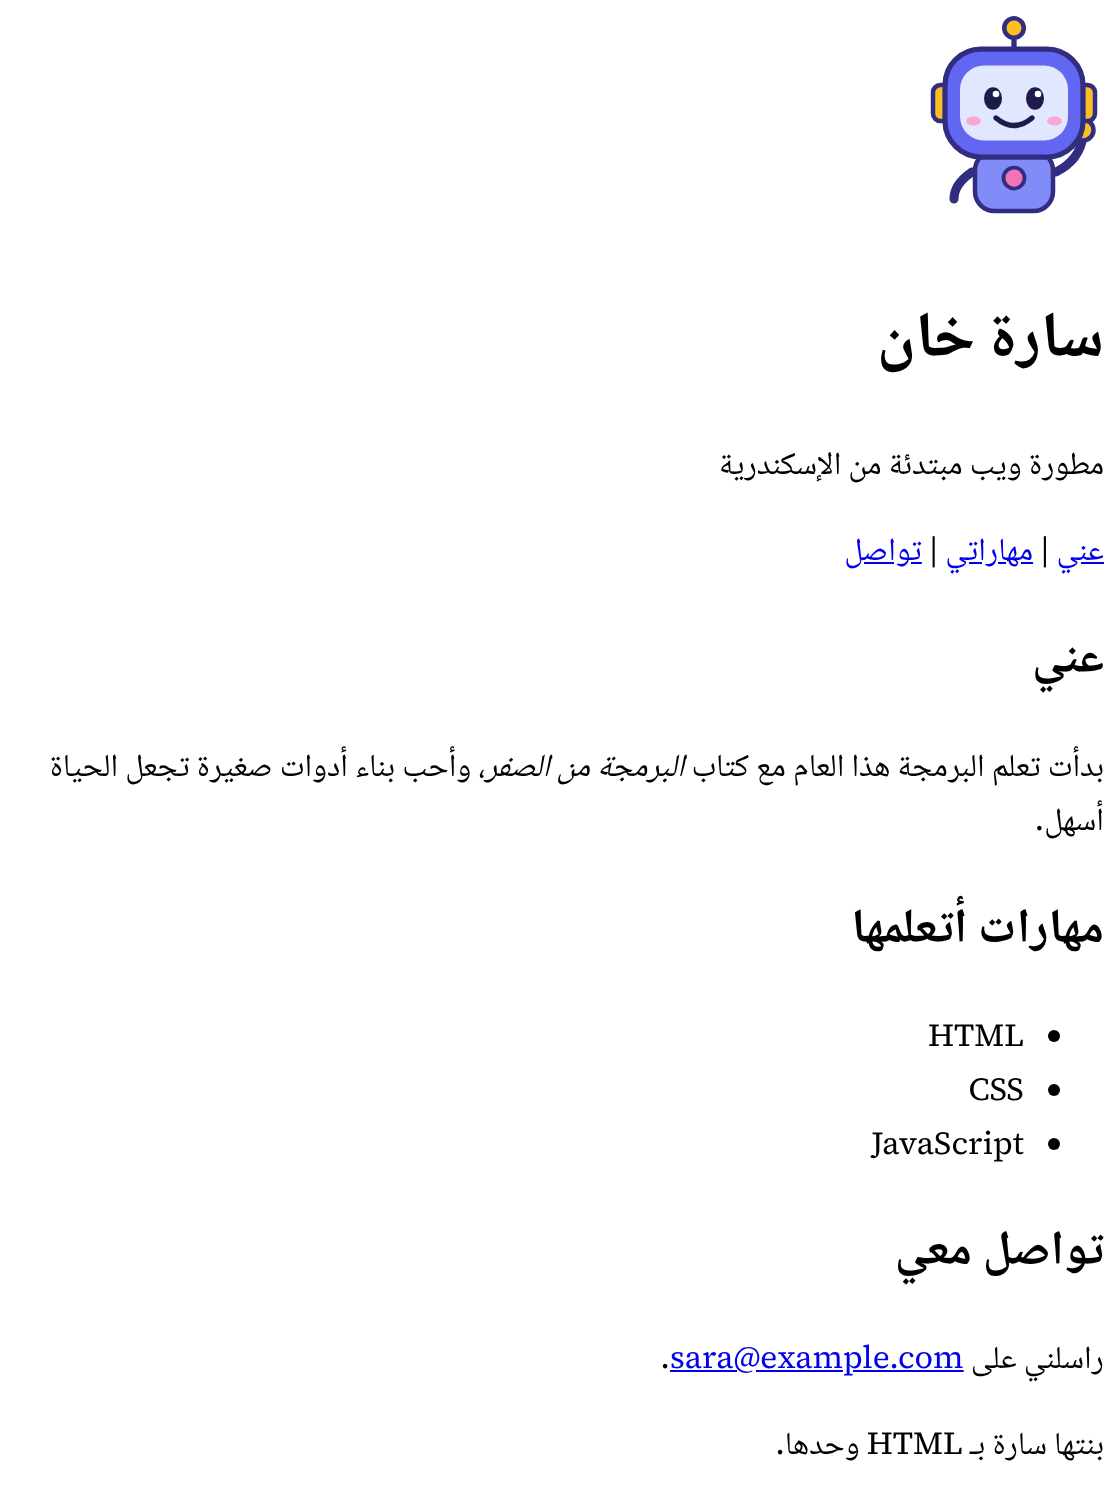 سارة خان
مطورة ويب مبتدئة من الإسكندرية
عني | مهاراتي | تواصل
عني
بدأت تعلم البرمجة هذا العام مع كتاب البرمجة من الصفر، وأحب بناء أدوات صغيرة تجعل الحياة
أسهل.
مهارات أتعلمها
• HTML
• CSS
• JavaScript
تواصل معي
راسلني على sara@example.com.
بنتها سارة بـ HTML وحدها.